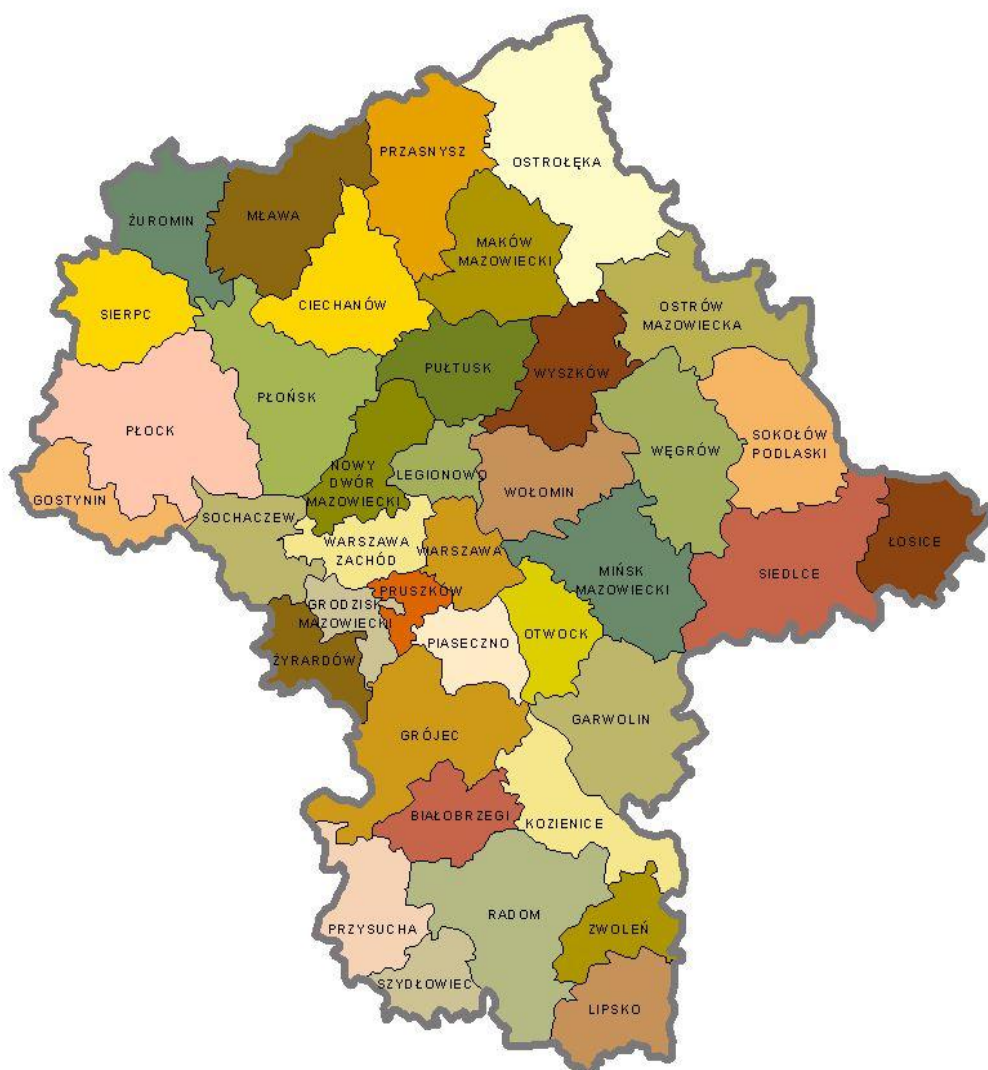 PRZASNYSZ
OSTROŁĘKA
ŻUROMIN
MŁAWA
MAKÓW
MAZOWIECKI
CIECHANÓW
SIERPC
OSTRÓW
MAZOWIECKA
PUŁTUSK
WYSZKÓW
PŁOŃSK
PŁOCK
SOKOŁÓW
PODLASKI
WĘGRÓW
NOWY
DWÓR
MAZOWIECKI
LEGIONOWO
WOŁOMIN
GOSTYNIN
SOCHACZEW
WARSZAWA
ZACHÓD
WARSZAWA
ŁOSICE
MIŃSK
MAZOWIECKI
SIEDLCE
PRUSZKÓW
GRODZISK
MAZOWIECKI
PIASECZNO
OTWOCK
ŻYRARDÓW
GARWOLIN
GRÓJEC
BIAŁOBRZEGI
KOZIENICE
RADOM
PRZYSUCHA
ZWOLEŃ
SZYDŁOWIEC
LIPSKO